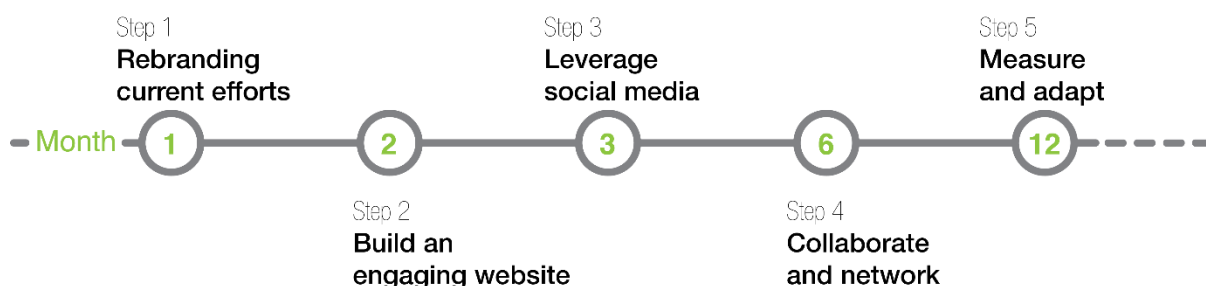 Step 1
Rebranding
current efforts
Step 3
Leverage
social media
Step 5
Measure
and adapt
Month 1 2 3 6 12
Step 2
Build an
engaging website
Step 4
Collaborate
and network